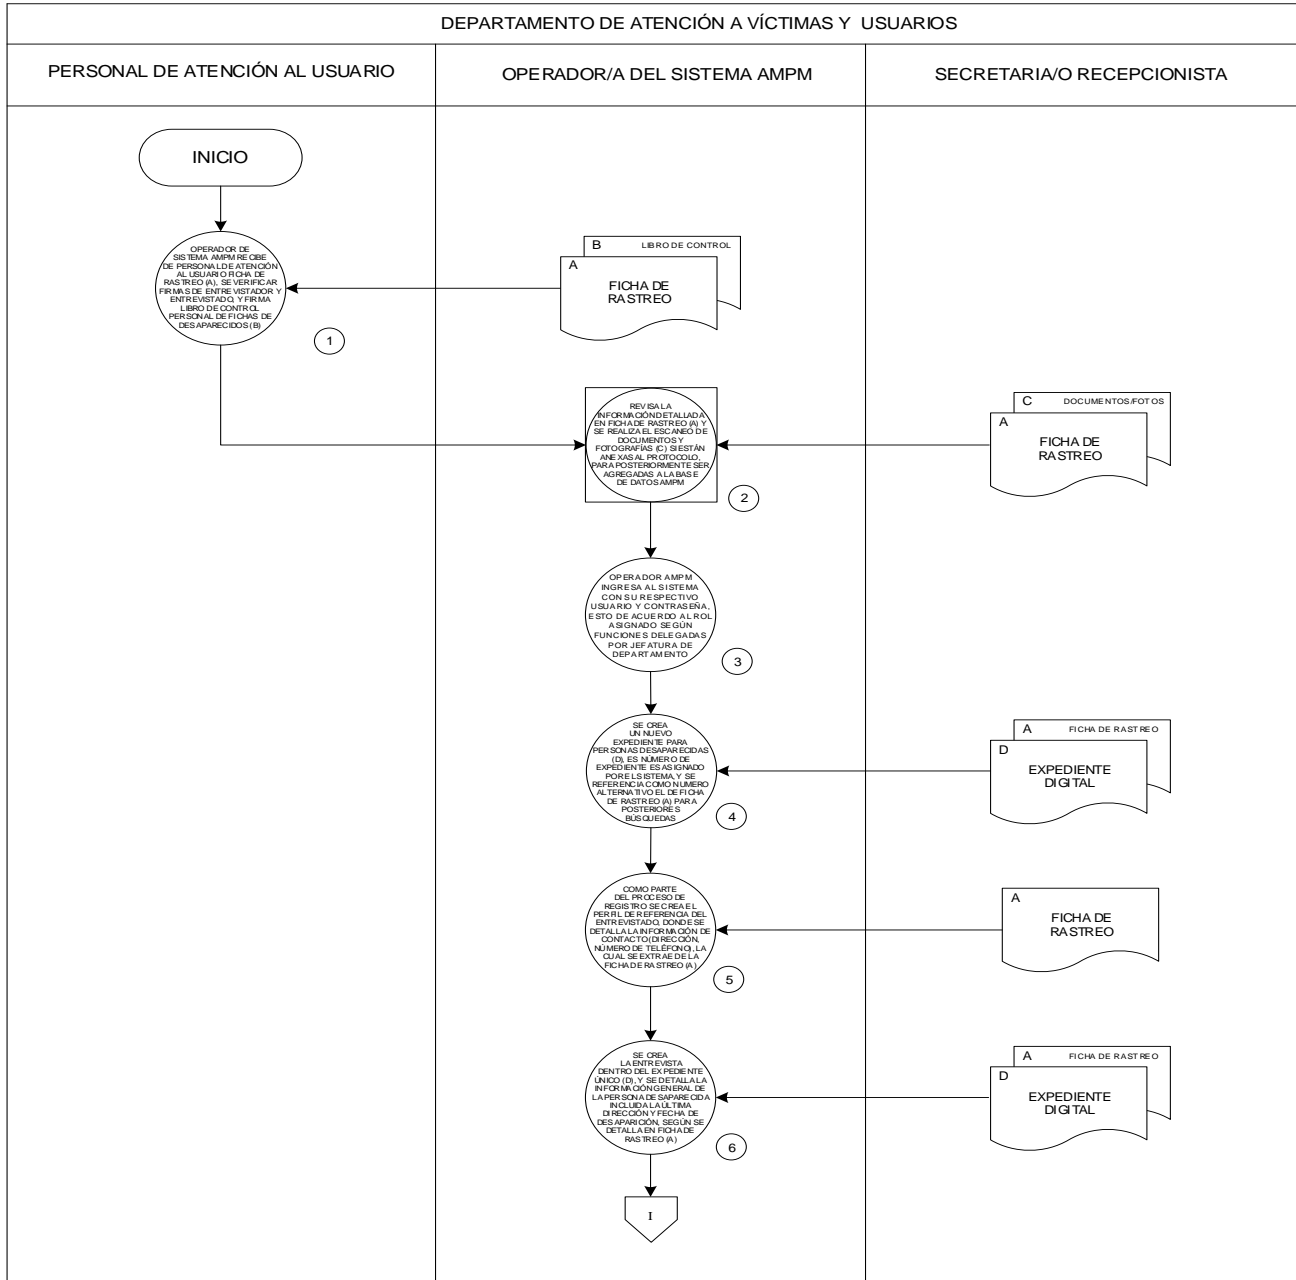 DEPARTAMENTO DE ATENCIÓN A VÍCTIMAS Y USUARIOS
PERSONAL DE ATENCIÓN AL USUARIO
OPERADOR/A DEL SISTEMA AMPM
SECRETARIA/O RECEPCIONISTA
INICIO
OPERADOR DE
SISTEMA AMPM RECIBE
DE PERSONAL DE ATENCIÓN
AL USUARIO FICHA DE
RASTREO (A), SE VERIFICAR
FIRMAS DE ENTREVISTADOR Y
ENTREVISTADO, Y FIRMA
LIBRO DE CONTROL
PERSONAL DE FICHAS DE
DESAPARECIDOS (B)
1
B LIBRO DE CONTROL
A
FICHA DE
RASTREO
REVISA LA
INFORMACIÓN DETALLADA
EN FICHA DE RASTREO (A) Y
SE REALIZA EL ESCANEO DE
DOCUMENTOS Y
FOTOGRAFÍAS (C) SI ESTÁN
ANEXAS AL PROTOCOLO,
PARA POSTERIORMENTE SER
AGREGADAS A LA BASE
DE DATOS AMPM
2
C DOCUMENTOS/FOTOS
A
FICHA DE
RASTREO
OPERADOR AMPM
INGRESA AL SISTEMA
CON SU RESPECTIVO
USUARIO Y CONTRASEÑA,
ESTO DE ACUERDO AL ROL
ASIGNADO SEGÚN
FUNCIONES DELEGADAS
POR JEFATURA DE
DEPARTAMENTO
3
SE CREA
UN NUEVO
EXPEDIENTE PARA
PERSONAS DESAPARECIDAS
(D), ES NÚMERO DE
EXPEDIENTE ES ASIGNADO
POR EL SISTEMA, Y SE
REFERENCIA COMO NUMERO
ALTERNATIVO EL DE FICHA
DE RASTREO (A) PARA
POSTERIORES
BÚSQUEDAS
4
A FICHA DE RASTREO
D
EXPEDIENTE
DIGITAL
COMO PARTE
DEL PROCESO DE
REGISTRO SE CREA EL
PERFIL DE REFERENCIA DEL
ENTREVISTADO, DONDE SE
DETALLA LA INFORMACIÓN DE
CONTACTO (DIRECCIÓN,
NÚMERO DE TELÉFONO), LA
CUAL SE EXTRAE DE LA
FICHA DE RASTREO (A)
5
A
FICHA DE
RASTREO
SE CREA
LA ENTREVISTA
DENTRO DEL EXPEDIENTE
ÚNICO (D), Y SE DETALLA LA
INFORMACIÓN GENERAL DE
LA PERSONA DESAPARECIDA
INCLUIDA LA ÚLTIMA
DIRECCIÓN Y FECHA DE
DESAPARICIÓN, SEGÚN SE
DETALLA EN FICHA DE
RASTREO (A)
6
A FICHA DE RASTREO
D
EXPEDIENTE
DIGITAL
I